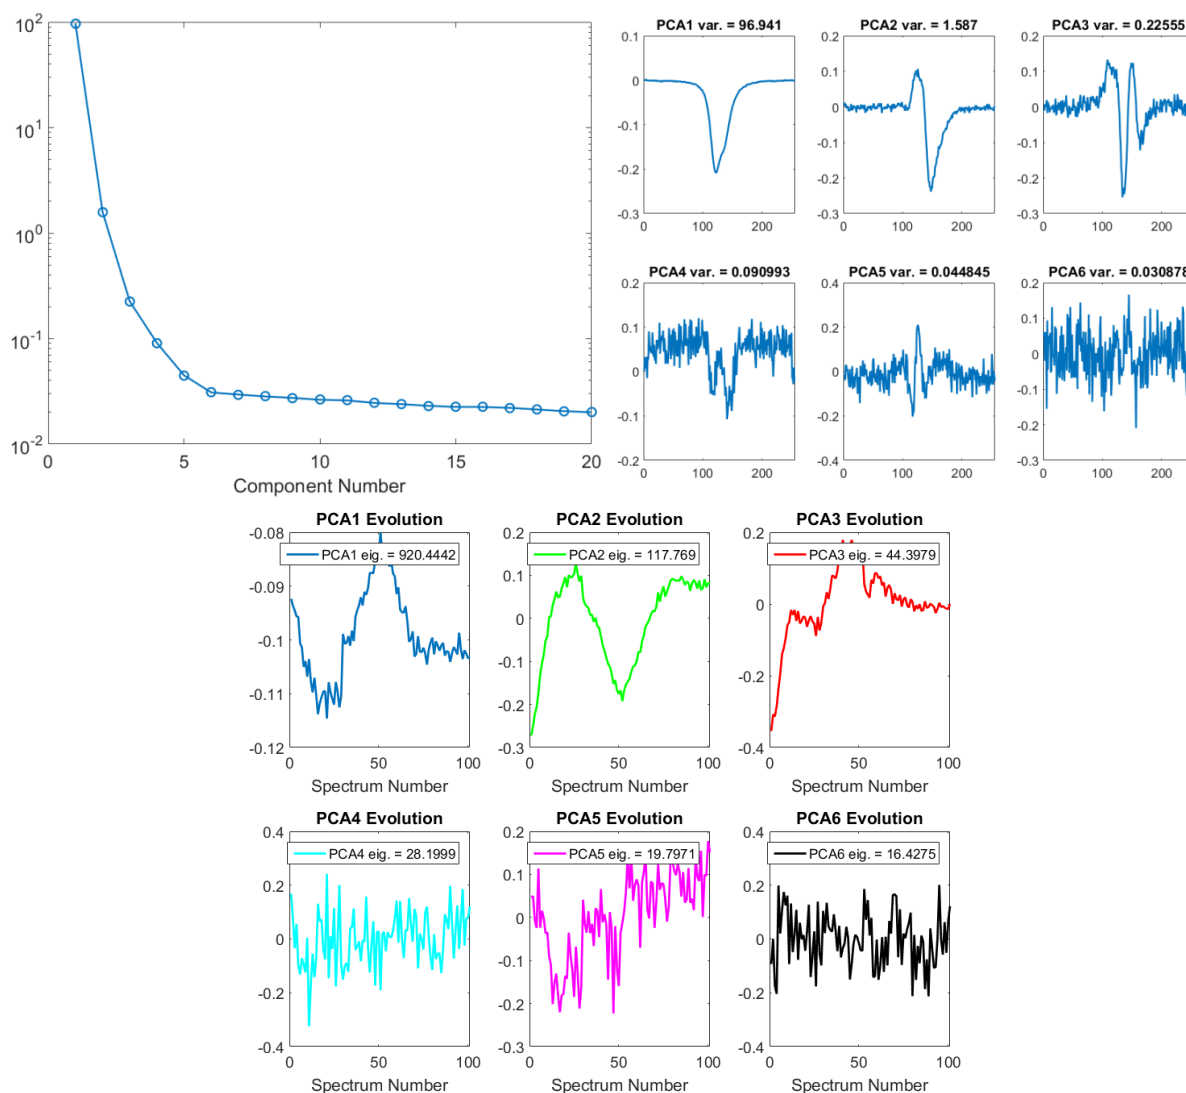 10^2
10^1
10^0
10^-1
10^-2
0 5 10 15 20
Component Number
PCA1 var. = 96.941
0.1
0
-0.1
-0.2
-0.3
0 100 200
PCA2 var. = 1.587
0.2
0.1
0
-0.1
-0.2
-0.3
0 100 200
PCA3 var. = 0.22555
0.2
0.1
0
-0.1
-0.2
-0.3
0 100 200
PCA4 var. = 0.090993
0.2
0.1
0
-0.1
-0.2
0 100 200
PCA5 var. = 0.044845
0.4
0.2
0
-0.2
-0.4
0 100 200
PCA6 var. = 0.030878
0.2
0.1
0
-0.1
-0.2
-0.3
0 100 200
PCA1 Evolution
PCA1 eig. = 920.4442
-0.08
-0.09
-0.1
-0.11
-0.12
0 50 100
Spectrum Number
PCA2 Evolution
PCA2 eig. = 117.769
0.2
0.1
0
-0.1
-0.2
-0.3
0 50 100
Spectrum Number
PCA3 Evolution
PCA3 eig. = 44.3979
0.2
0
-0.2
-0.4
0 50 100
Spectrum Number
PCA4 Evolution
PCA4 eig. = 28.1999
0.4
0.2
0
-0.2
-0.4
0 50 100
Spectrum Number
PCA5 Evolution
PCA5 eig. = 19.7971
0.2
0.1
0
-0.1
-0.2
-0.3
0 50 100
Spectrum Number
PCA6 Evolution
PCA6 eig. = 16.4275
0.4
0.2
0
-0.2
-0.4
0 50 100
Spectrum Number